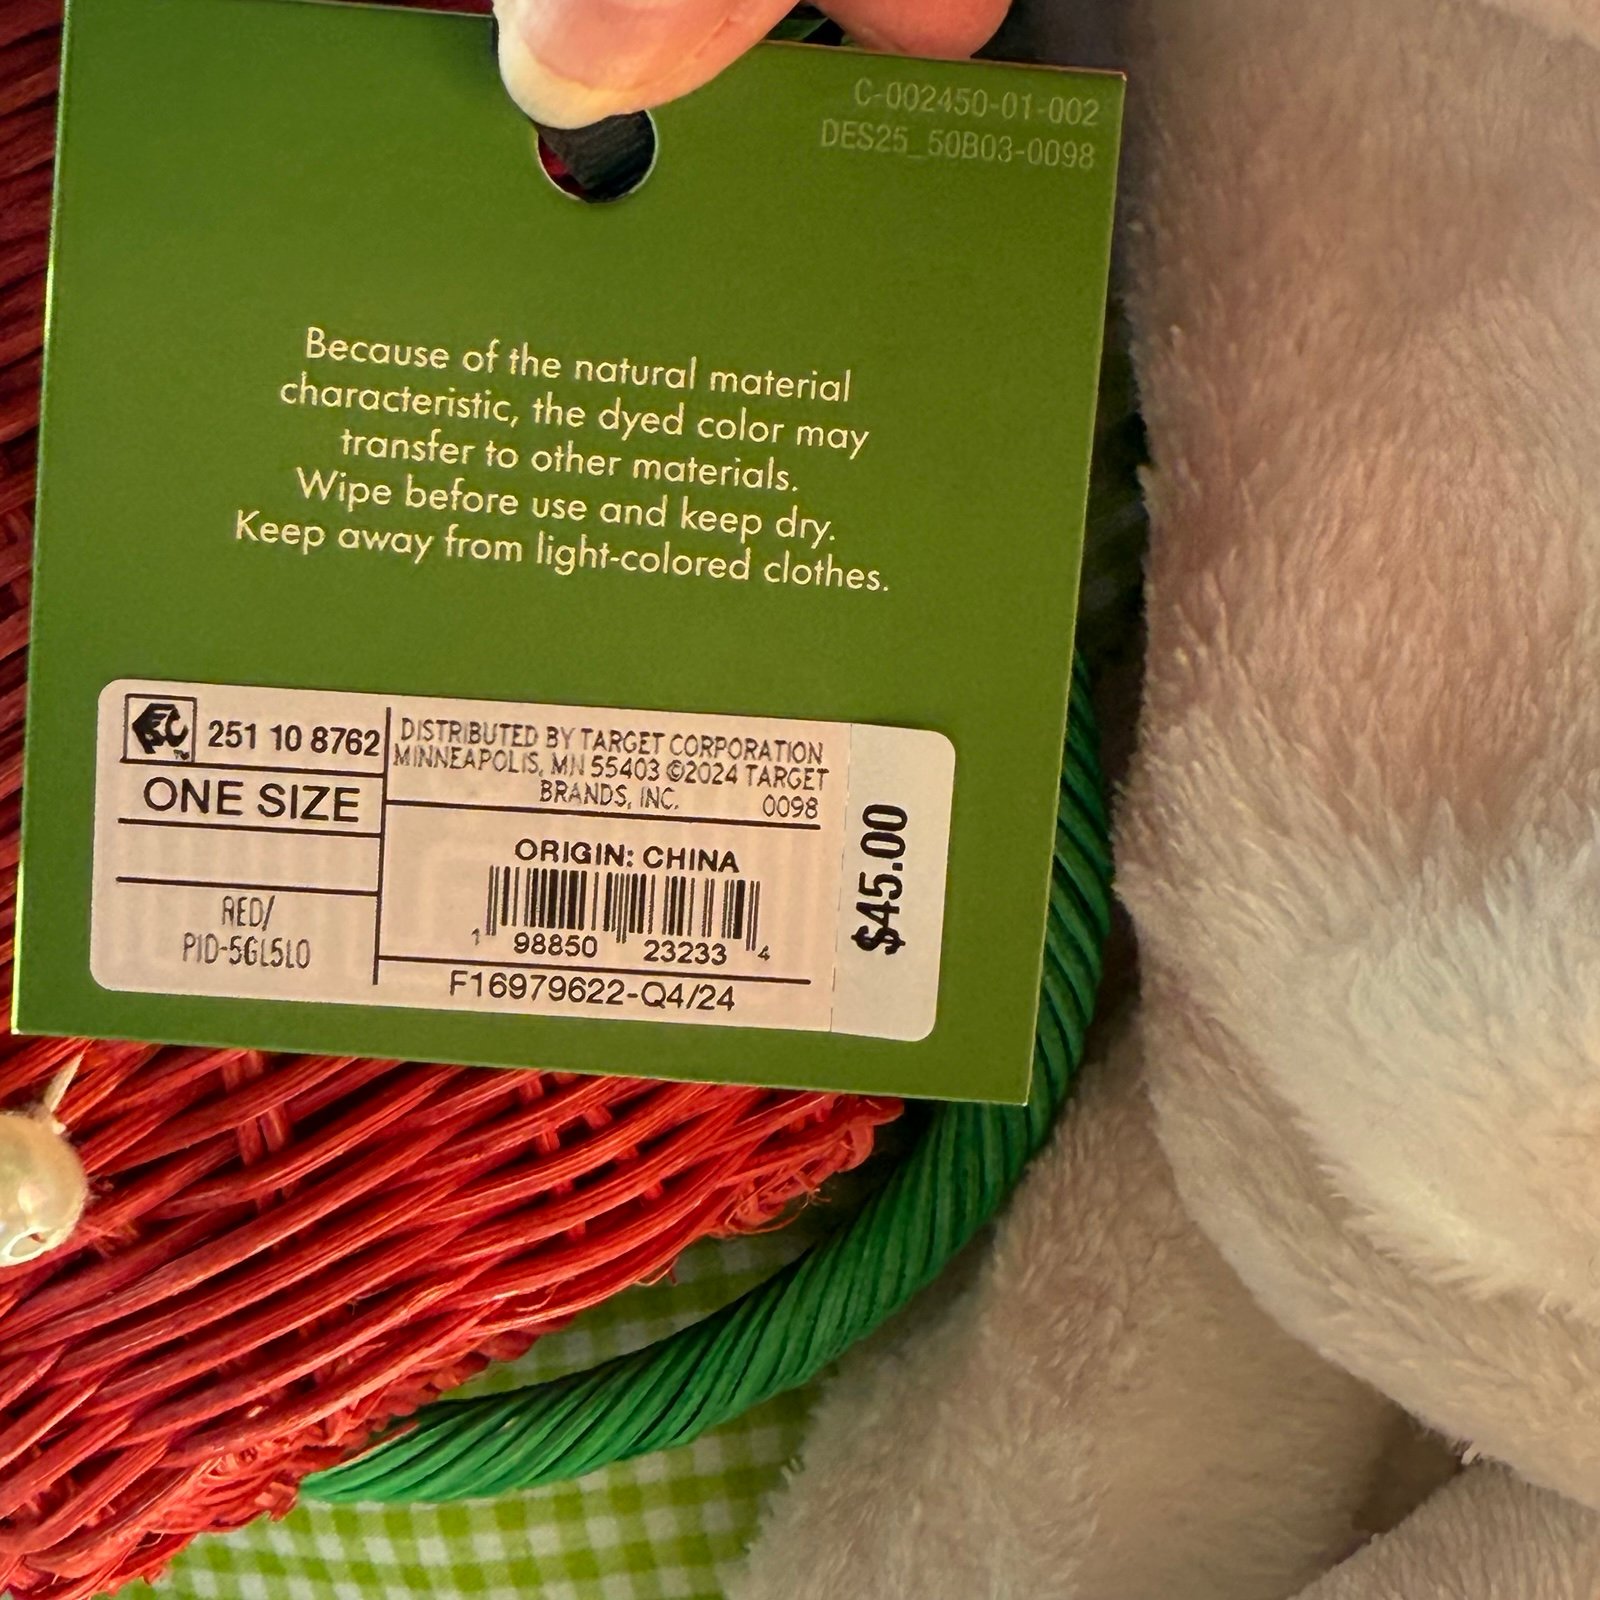 C-002450-01-002
DES25_50B03-0098
Because of the natural material
characteristic, the dyed color may
transfer to other materials.
Wipe before use and keep dry.
Keep away from light-colored clothes.
251 10 8762
ONE SIZE
RED/
PID-5GL5L0
DISTRIBUTED BY TARGET CORPORATION
MINNEAPOLIS, MN 55403 ©2024 TARGET
BRANDS, INC. 0098
ORIGIN: CHINA
1 98850 23233 4
F16979622-Q4/24
$45.00